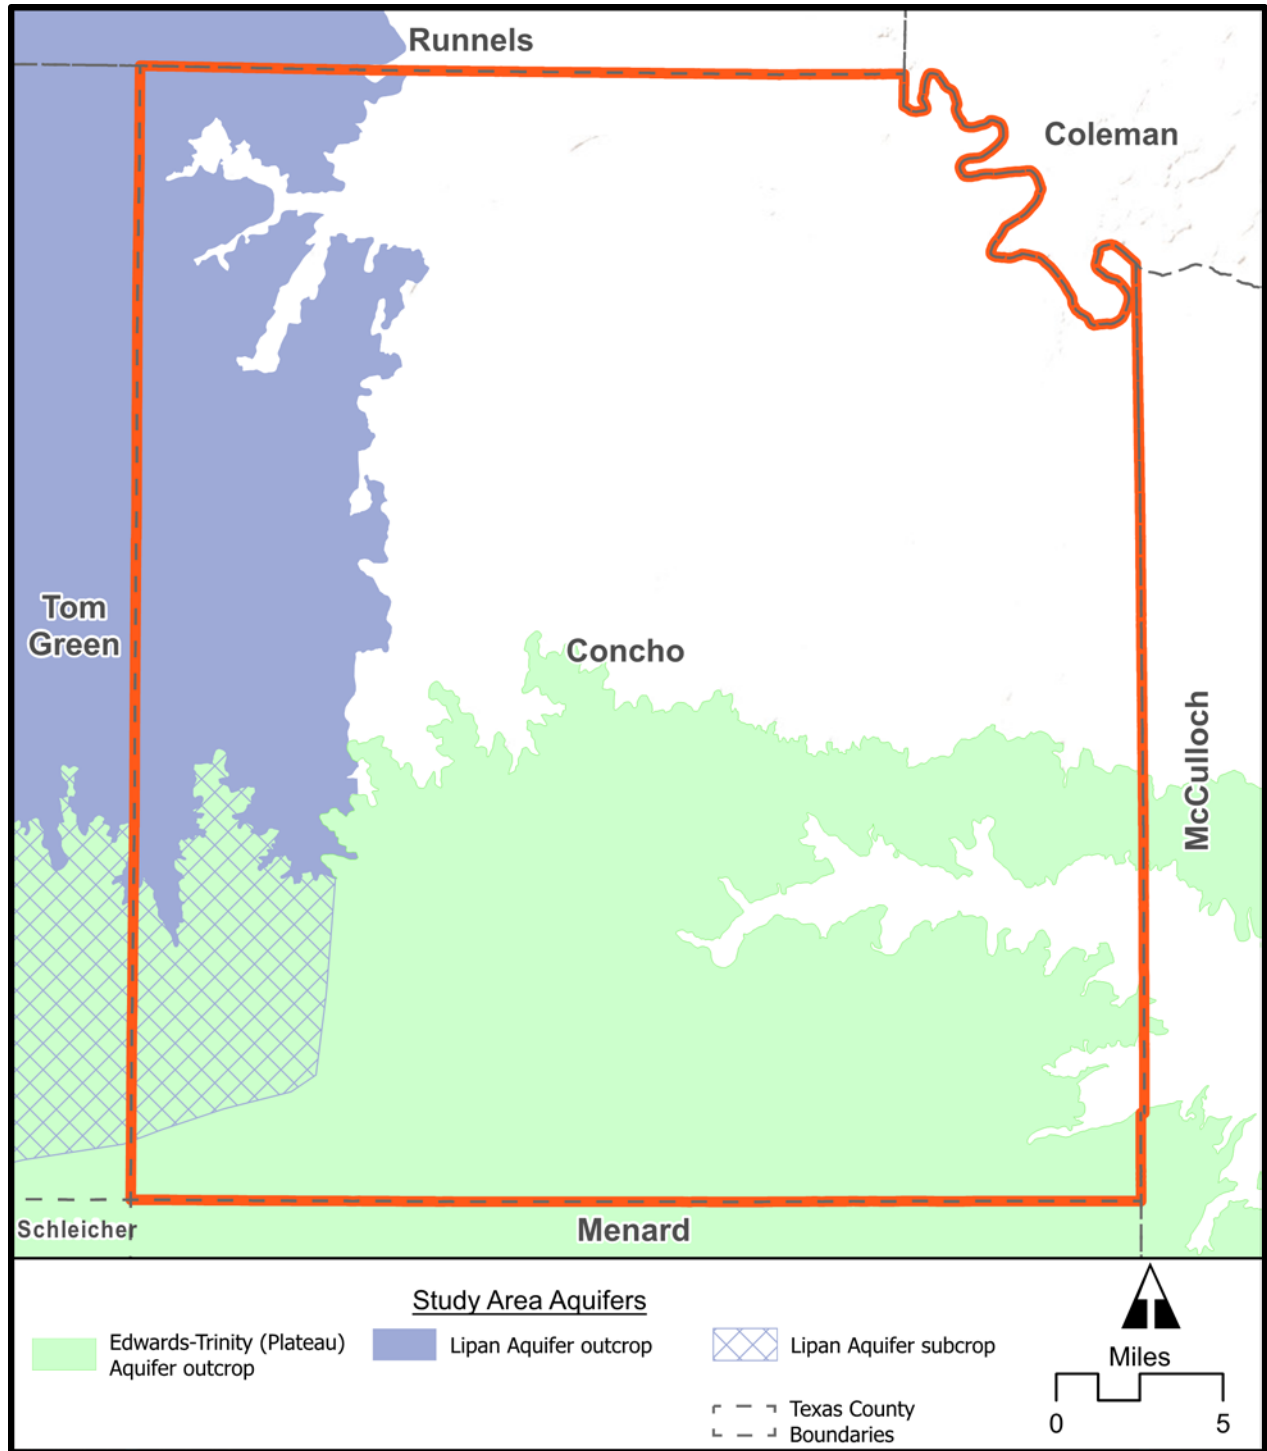 Runnels
Coleman
Tom
Green
Concho
McCulloch
Schleicher
Menard
Study Area Aquifers
Edwards-Trinity (Plateau)
Aquifer outcrop
Lipan Aquifer outcrop
Lipan Aquifer subcrop
Texas County
Boundaries
Miles
0 5